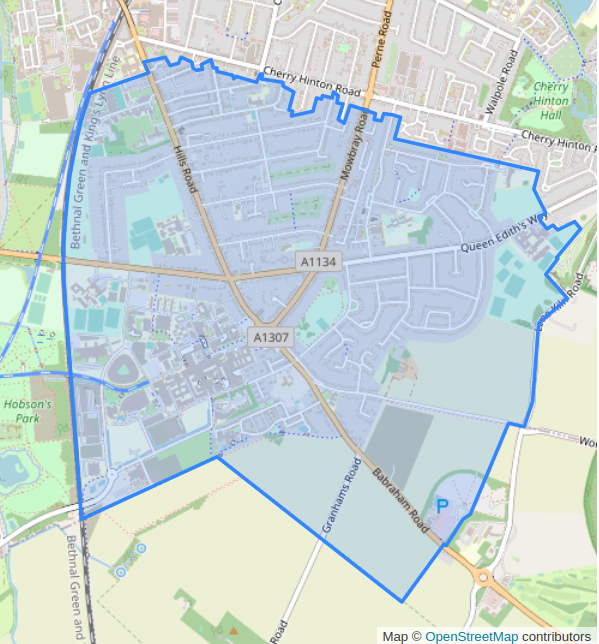 Perne Road
Walpole Road
Cherry Hinton Road
Cherry
Hinton
Hall
Cherry Hinton R
Bethnal Green and King's Lynn Line
Hills Road
Mowbray Road
Queen Edith's Way
A1134
Lime Kiln Road
A1307
Hobson's
Park
Wo
Granhams Road
Babraham Road
P
Bethnal Green and
Road
Map © OpenStreetMap contributors